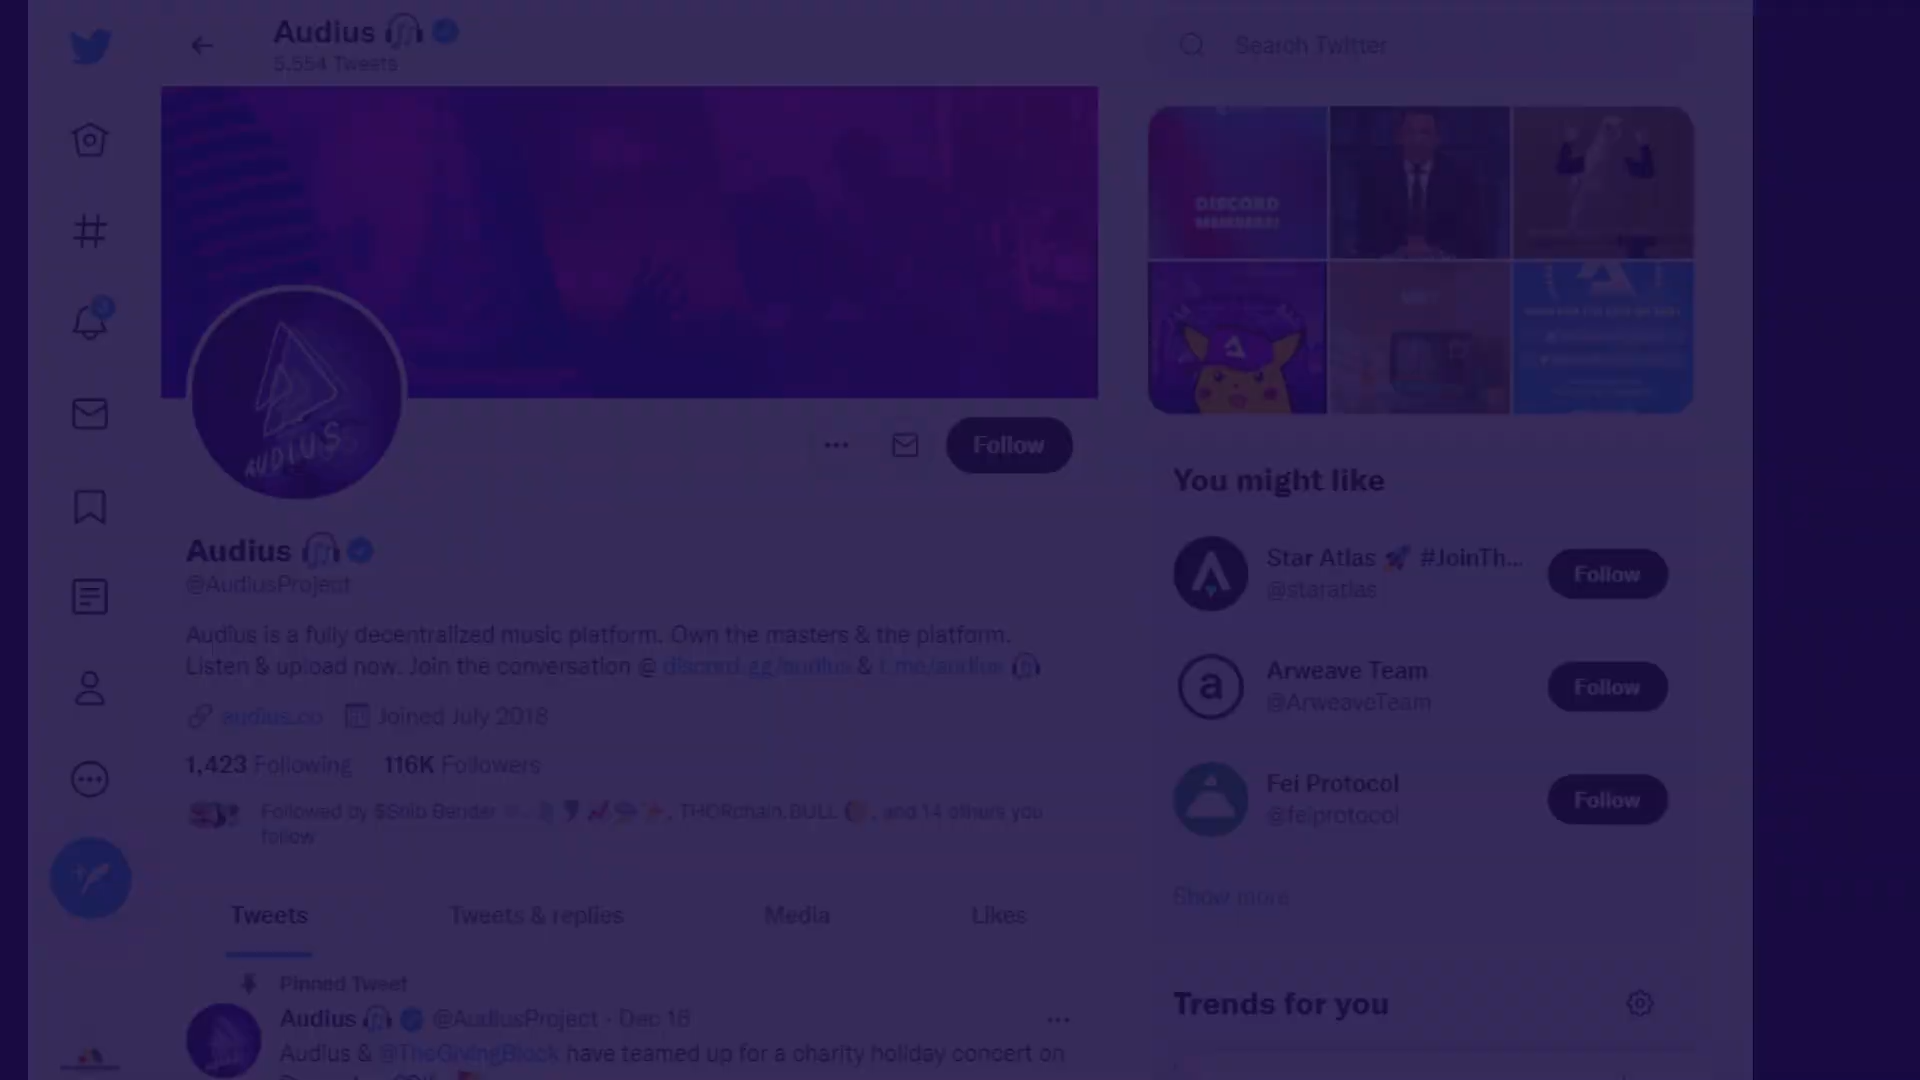 Audius
5,554 Tweets
Search Twitter
DISCORD
MEMBERS!
AUDIUS
Follow
Audius
@AudiusProject
Audius is a fully decentralized music platform. Own the masters & the platform.
Listen & upload now. Join the conversation @ discord.gg/audius & t.me/audius
audius.co Joined July 2018
1,423 Following 116K Followers
Followed by $Snib Bender, THORchain.BULL, and 14 others you
follow
Tweets Tweets & replies Media Likes
Pinned Tweet
Audius @AudiusProject · Dec 16
Audius & @TheGivingBlock have teamed up for a charity holiday concert on
You might like
Star Atlas #JoinTh...
@staratlas
Follow
Arweave Team
@ArweaveTeam
Follow
Fei Protocol
@feiprotocol
Follow
Show more
Trends for you